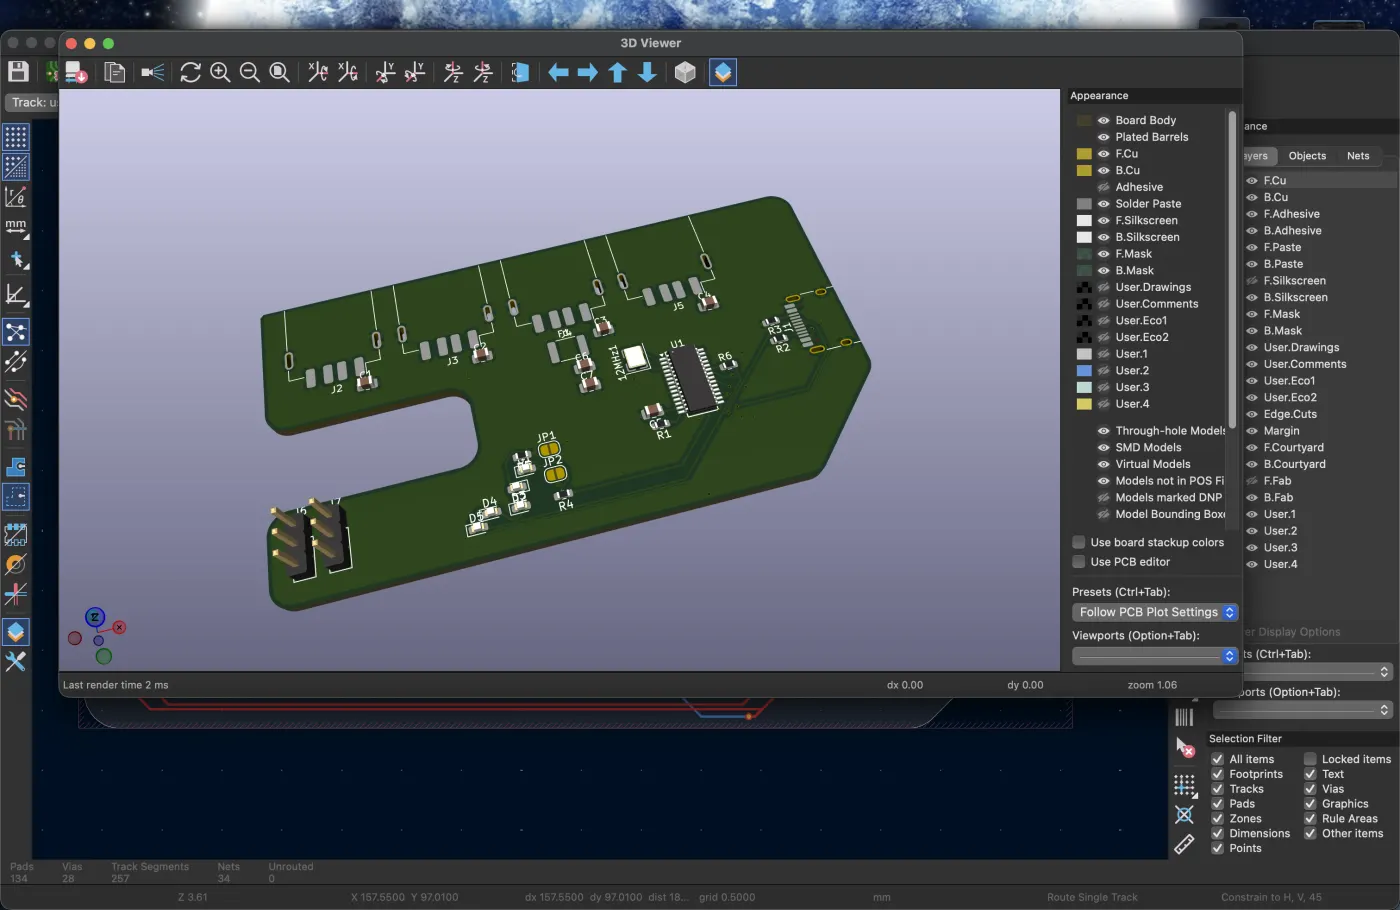 3D Viewer
Track: u
Appearance
Board Body
Plated Barrels
F.Cu
B.Cu
Adhesive
Solder Paste
F.Silkscreen
B.Silkscreen
F.Mask
B.Mask
User.Drawings
User.Comments
User.Eco1
User.Eco2
User.1
User.2
User.3
User.4
Through-hole Models
SMD Models
Virtual Models
Models not in POS Fi
Models marked DNP
Model Bounding Boxe
Use board stackup colors
Use PCB editor
Presets (Ctrl+Tab):
Follow PCB Plot Settings
Viewports (Option+Tab):
ance
ayers Objects Nets
F.Cu
B.Cu
F.Adhesive
B.Adhesive
F.Paste
B.Paste
F.Silkscreen
B.Silkscreen
F.Mask
B.Mask
User.Drawings
User.Comments
User.Eco1
User.Eco2
Edge.Cuts
Margin
F.Courtyard
B.Courtyard
F.Fab
B.Fab
User.1
User.2
User.3
User.4
er Display Options
ts (Ctrl+Tab):
ports (Option+Tab):
mm
J5
C4
C3
J3
C2
J2
C1
C6
C7
12MHz1
U1
R6
R3
R2
J1
R1
JP1
JP2
R4
D4
D5
Z
X
Last render time 2 ms dx 0.00 dy 0.00 zoom 1.06
Selection Filter
All items Locked items
Footprints Text
Tracks Vias
Pads Graphics
Zones Rule Areas
Dimensions Other items
Points
Pads Vias Track Segments Nets Unrouted
134 28 257 34 0
Z 3.61 X 157.5500 Y 97.0100 dx 157.5500 dy 97.0100 dist 18... grid 0.5000 mm Route Single Track Constrain to H, V, 45